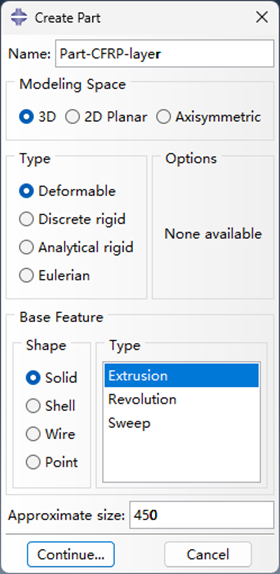 Create Part
Name: Part-CFRP-layer
Modeling Space
3D 2D Planar Axisymmetric
Type
Deformable
Discrete rigid
Analytical rigid
Eulerian
Options
None available
Base Feature
Shape
Solid
Shell
Wire
Point
Type
Extrusion
Revolution
Sweep
Approximate size: 450
Continue... Cancel